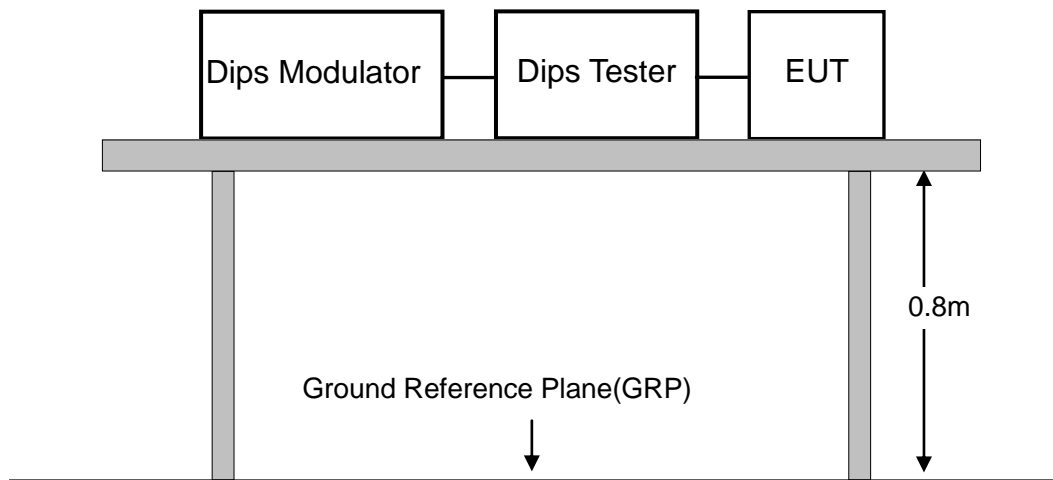 Dips Modulator
Dips Tester
EUT
0.8m
Ground Reference Plane(GRP)